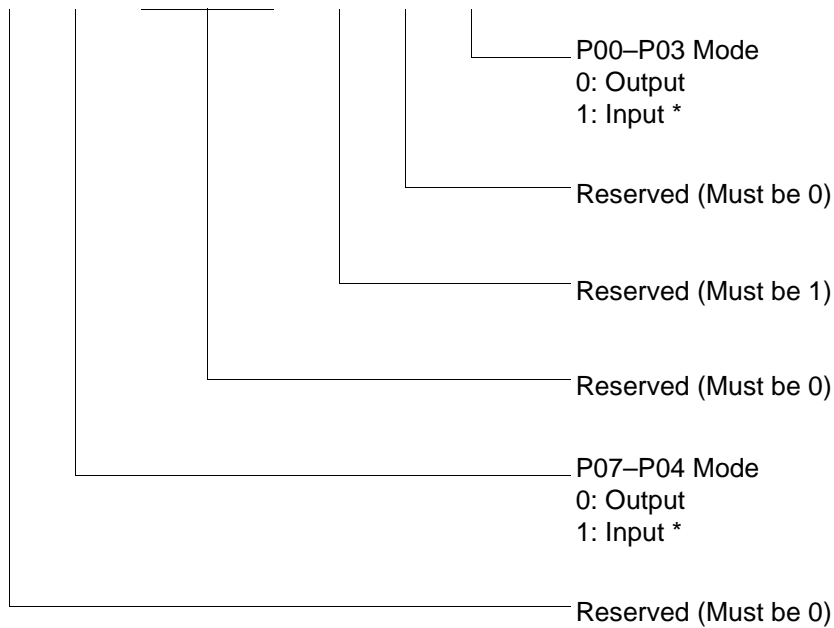 P00–P03 Mode
0: Output
1: Input *
Reserved (Must be 0)
Reserved (Must be 1)
Reserved (Must be 0)
P07–P04 Mode
0: Output
1: Input *
Reserved (Must be 0)